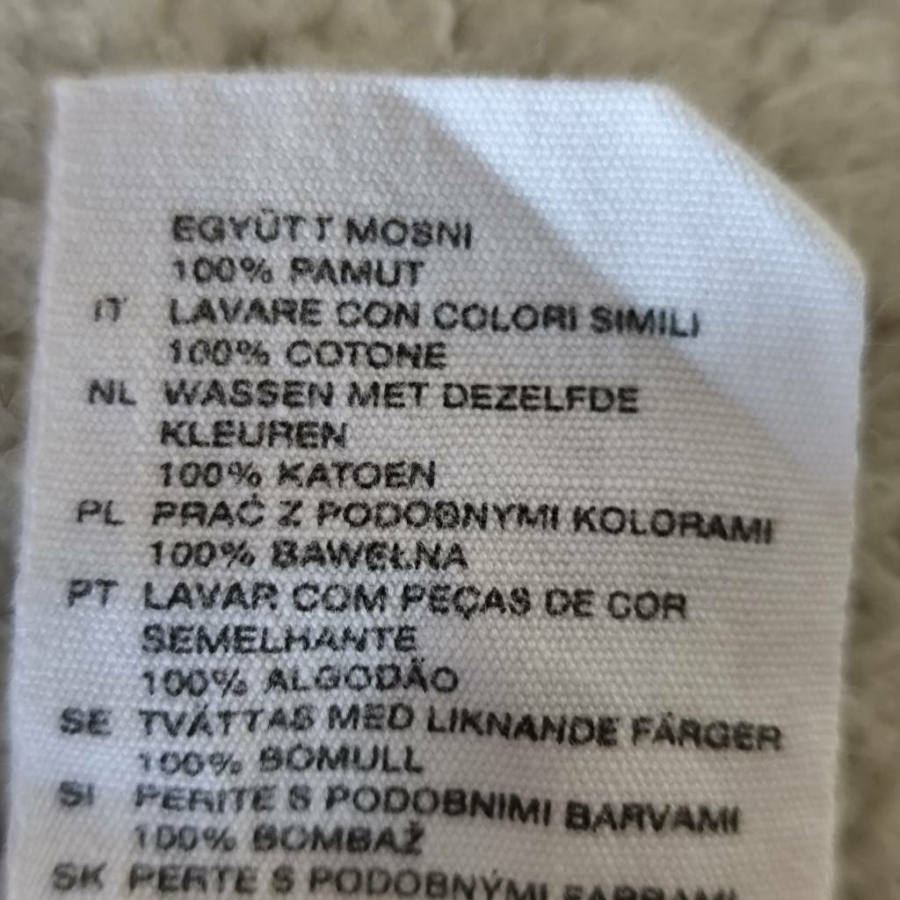 EGYÜTT MOSNI
100% PAMUT
IT LAVARE CON COLORI SIMILI
100% COTONE
NL WASSEN MET DEZELFDE
KLEUREN
100% KATOEN
PL PRAĆ Z PODOBNYMI KOLORAMI
100% BAWEŁNA
PT LAVAR COM PEÇAS DE COR
SEMELHANTE
100% ALGODÃO
SE TVÄTTAS MED LIKNANDE FÄRGER
100% BOMULL
SI PERITE S PODOBNIMI BARVAMI
100% BOMBAŽ
SK PERTE S PODOBNÝMI FARBAMI